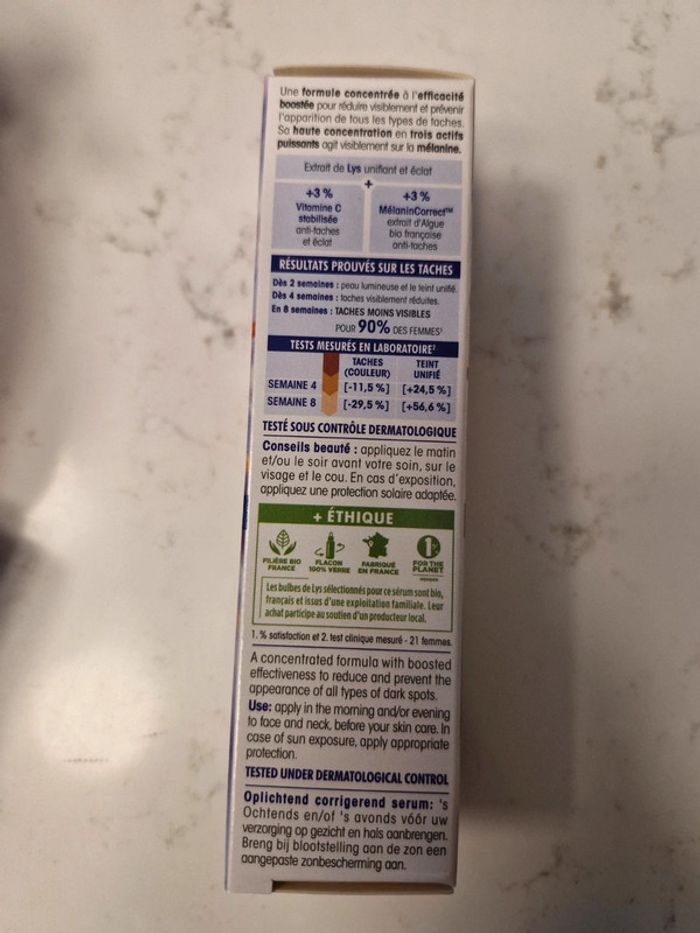 Une formule concentrée à l'efficacité
boostée pour réduire visiblement et prévenir
l'apparition de tous les types de taches.
Sa haute concentration en trois actifs
puissants agit visiblement sur la mélanine.
Extrait de Lys unifiant et éclat
+
+3 %
Vitamine C
stabilisée
anti-taches
et éclat
+3 %
MélaninCorrect™
extrait d'Algue
bio française
anti-taches
RÉSULTATS PROUVÉS SUR LES TACHES
Dès 2 semaines : peau lumineuse et le teint unifié.
Dès 4 semaines : taches visiblement réduites.
En 8 semaines : TACHES MOINS VISIBLES
POUR 90% DES FEMMES¹
TESTS MESURÉS EN LABORATOIRE²
TACHES (COULEUR) TEINT UNIFIÉ
SEMAINE 4 [-11,5 %] [+24,5 %]
SEMAINE 8 [-29,5 %] [+56,6 %]
TESTÉ SOUS CONTRÔLE DERMATOLOGIQUE
Conseils beauté : appliquez le matin
et/ou le soir avant votre soin, sur le
visage et le cou. En cas d'exposition,
appliquez une protection solaire adaptée.
+ ÉTHIQUE
FILIÈRE BIO
FRANCE
FLACON
100% VERRE
FABRIQUÉ
EN FRANCE
1%
FOR THE
PLANET
Les bulbes de Lys sélectionnés pour ce sérum sont bio,
français et issus d'une exploitation familiale. Leur
achat participe au soutien d'un producteur local.
1. % satisfaction et 2. test clinique mesuré - 21 femmes.
A concentrated formula with boosted
effectiveness to reduce and prevent the
appearance of all types of dark spots.
Use: apply in the morning and/or evening
to face and neck, before your skin care. In
case of sun exposure, apply appropriate
protection.
TESTED UNDER DERMATOLOGICAL CONTROL
Oplichtend corrigerend serum: 's
Ochtends en/of 's avonds vóór uw
verzorging op gezicht en hals aanbrengen.
Breng bij blootstelling aan de zon een
aangepaste zonbescherming aan.